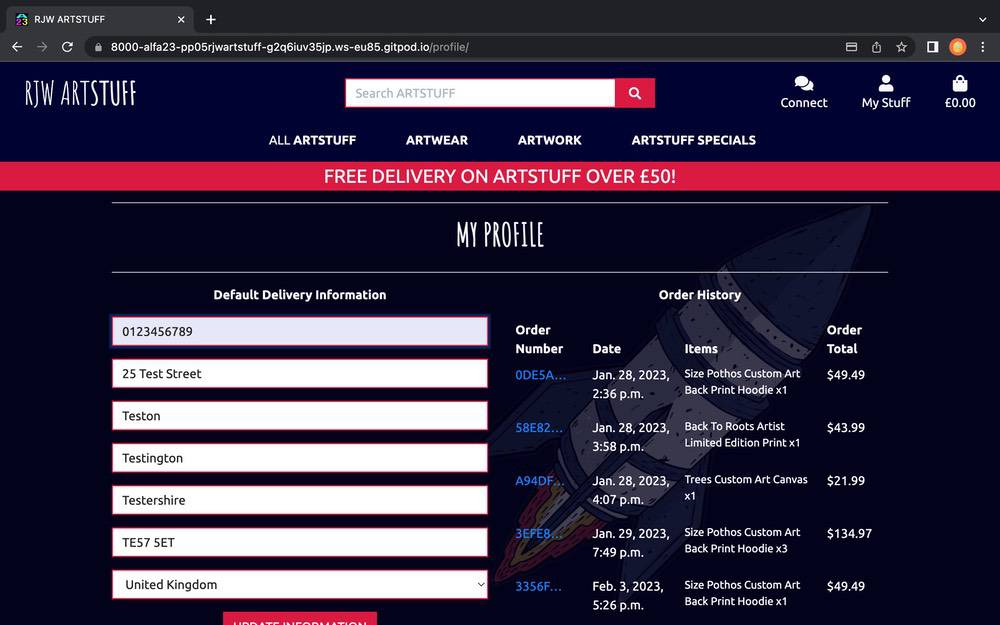 RJW ARTSTUFF
8000-alfa23-pp05rjwartstuff-g2q6iuv35jp.ws-eu85.gitpod.io/profile/
RJW ARTSTUFF
Search ARTSTUFF
Connect
My Stuff
£0.00
ALL ARTSTUFF
ARTWEAR
ARTWORK
ARTSTUFF SPECIALS
FREE DELIVERY ON ARTSTUFF OVER £50!
MY PROFILE
Default Delivery Information
0123456789
25 Test Street
Teston
Testington
Testershire
TE57 5ET
United Kingdom
UPDATE INFORMATION
Order History
Order Number Date Items Order Total
0DE5A... Jan. 28, 2023, 2:36 p.m. Size Pothos Custom Art Back Print Hoodie x1 $49.49
58E82... Jan. 28, 2023, 3:58 p.m. Back To Roots Artist Limited Edition Print x1 $43.99
A94DF... Jan. 28, 2023, 4:07 p.m. Trees Custom Art Canvas x1 $21.99
3EFE8... Jan. 29, 2023, 7:49 p.m. Size Pothos Custom Art Back Print Hoodie x3 $134.97
3356F... Feb. 3, 2023, 5:26 p.m. Size Pothos Custom Art Back Print Hoodie x1 $49.49